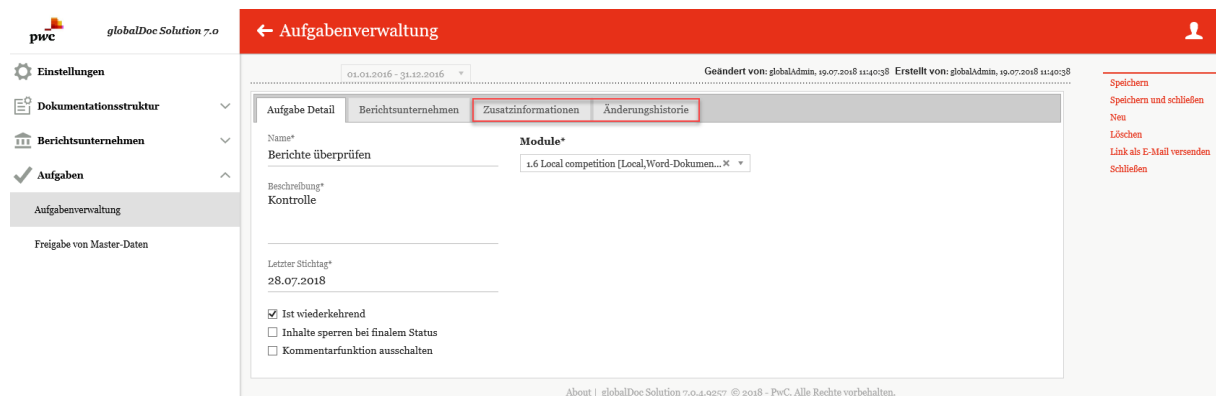 pwc
globalDoc Solution 7.0
Aufgabenverwaltung
Einstellungen
Dokumentationsstruktur
Berichtsunternehmen
Aufgaben
Aufgabenverwaltung
Freigabe von Master-Daten
01.01.2016 - 31.12.2016
Geändert von: globalAdmin, 19.07.2018 11:40:38 Erstellt von: globalAdmin, 19.07.2018 11:40:38
Aufgabe Detail Berichtsunternehmen Zusatzinformationen Änderungshistorie
Name*
Berichte überprüfen
Beschreibung*
Kontrolle
Letzter Stichtag*
28.07.2018
Ist wiederkehrend
Inhalte sperren bei finalem Status
Kommentarfunktion ausschalten
Module*
1.6 Local competition [Local,Word-Dokumen...
Speichern
Speichern und schließen
Neu
Löschen
Link als E-Mail versenden
Schließen
About | globalDoc Solution 7.0.4.9257 © 2018 - PwC. Alle Rechte vorbehalten.